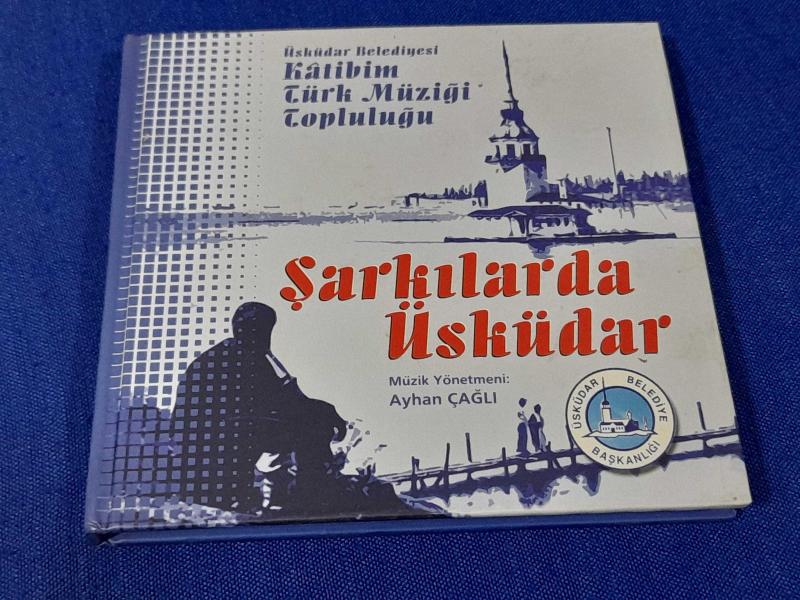 Üsküdar Belediyesi
Kâtibim
Türk Müziği
Topluluğu
Şarkılarda
Üsküdar
Müzik Yönetmeni:
Ayhan ÇAĞLI
ÜSKÜDAR BELEDİYE
BAŞKANLIĞI